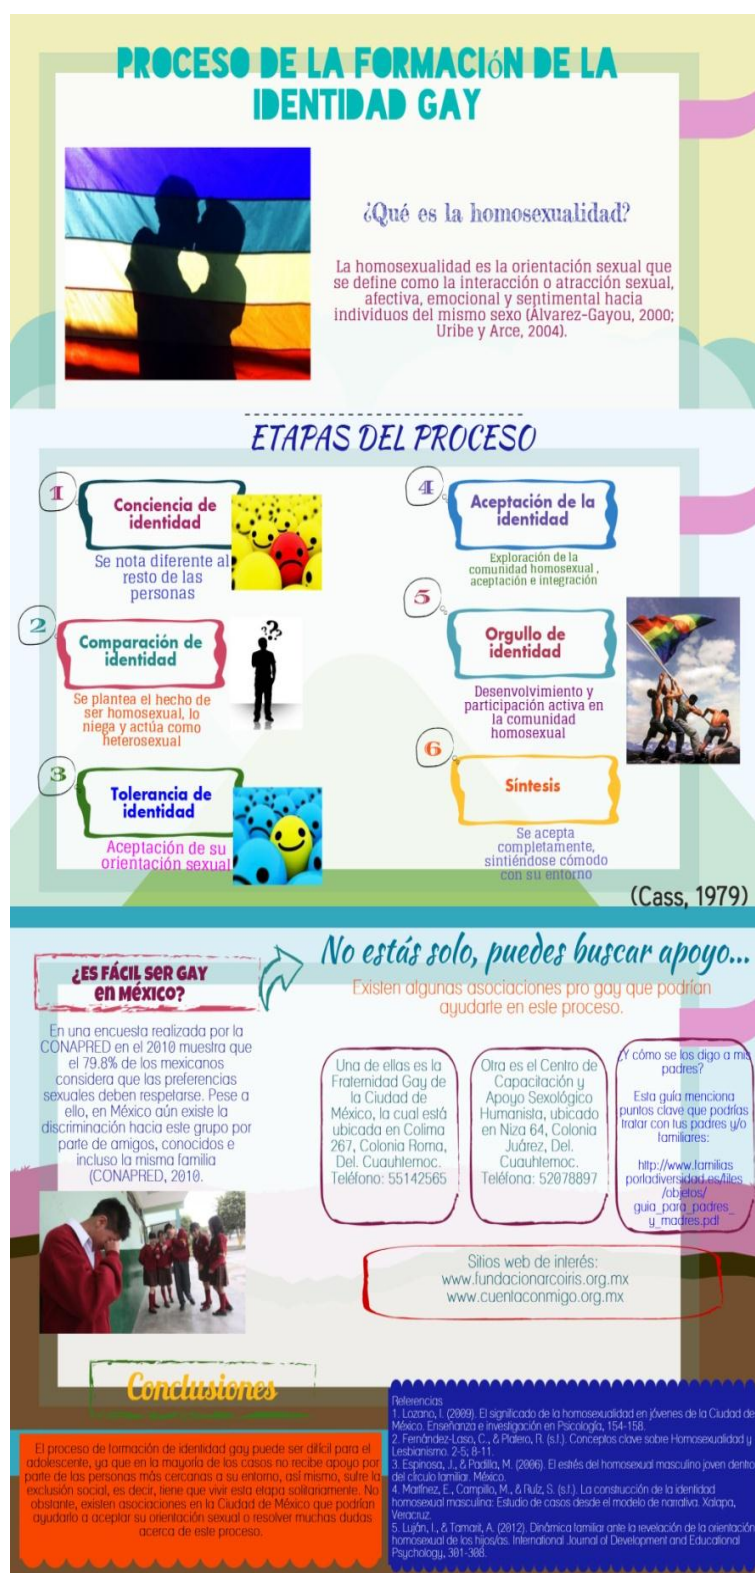 PROCESO DE LA FORMACIóN DE LA
IDENTIDAD GAY
¿Qué es la homosexualidad?
La homosexualidad es la orientación sexual que
se define como la interacción o atracción sexual,
afectiva, emocional y sentimental hacia
individuos del mismo sexo (Álvarez-Gayou, 2000;
Uribe y Arce, 2004).
ETAPAS DEL PROCESO
1
Conciencia de
identidad
Se nota diferente al
resto de las
personas
2
Comparación de
identidad
??
Se plantea el hecho de
ser homosexual, lo
niega y actúa como
heterosexual
3
Tolerancia de
identidad
Aceptación de su
orientación sexual
4
Aceptación de la
identidad
Exploración de la
comunidad homosexual ,
aceptación e integración
5
Orgullo de
identidad
Desenvolvimiento y
participación activa en
la comunidad
homosexual
6
Síntesis
Se acepta
completamente,
sintiéndose cómodo
con su entorno
(Cass, 1979)
¿ES FÁCIL SER GAY
en MÉXICO?
En una encuesta realizada por la
CONAPRED en el 2010 muestra que
el 79.8% de los mexicanos
considera que las preferencias
sexuales deben respetarse. Pese a
ello, en México aún existe la
discriminación hacia este grupo por
parte de amigos, conocidos e
incluso la misma familia
(CONAPRED, 2010.
No estás solo, puedes buscar apoyo...
Existen algunas asociaciones pro gay que podrían
ayudarte en este proceso.
Una de ellas es la
Fraternidad Gay de
la Ciudad de
México, la cual está
ubicada en Colima
267, Colonia Roma,
Del. Cuauhtemoc.
Teléfono: 55142565
Otra es el Centro de
Capacitación y
Apoyo Sexológico
Humanista, ubicado
en Niza 64, Colonia
Juárez, Del.
Cuauhtemoc.
Teléfono: 52078897
¿Y cómo se los digo a mis
padres?
Esta guía menciona
puntos clave que podrías
tratar con tus padres y/o
familiares:
http://www.familias
porladiversidad.es/files
/objetos/
guia_para_padres_
y_madres.pdf
Sitios web de interés:
www.fundacionarcoiris.org.mx
www.cuentaconmigo.org.mx
Conclusiones
El proceso de formación de identidad gay puede ser difícil para el
adolescente, ya que en la mayoría de los casos no recibe apoyo por
parte de las personas más cercanas a su entorno, así mismo, sufre la
exclusión social, es decir, tiene que vivir esta etapa solitariamente. No
obstante, existen asociaciones en la Ciudad de México que podrían
ayudarlo a aceptar su orientación sexual o resolver muchas dudas
acerca de este proceso.
Referencias
1. Lozano, I. (2009). El significado de la homosexualidad en jóvenes de la Ciudad de
México. Enseñanza e investigación en Psicología, 154-158.
2. Fernández-Laso, C., & Platero, R. (s.f.). Conceptos clave sobre Homosexualidad y
Lesbianismo. 2-5; 8-11.
3. Espinosa, J., & Padilla, M. (2006). El estrés del homosexual masculino joven dentro
del círculo familiar. México.
4. Martínez, E., Campillo, M., & Ruíz, S. (s.f.). La construcción de la identidad
homosexual masculina: Estudio de casos desde el modelo de narrativa. Xalapa,
Veracruz.
5. Luján, I., & Tamarit, A. (2012). Dinámica familiar ante la revelación de la orientación
homosexual de los hijos/as. International Journal of Development and Educational
Psychology, 301-308.